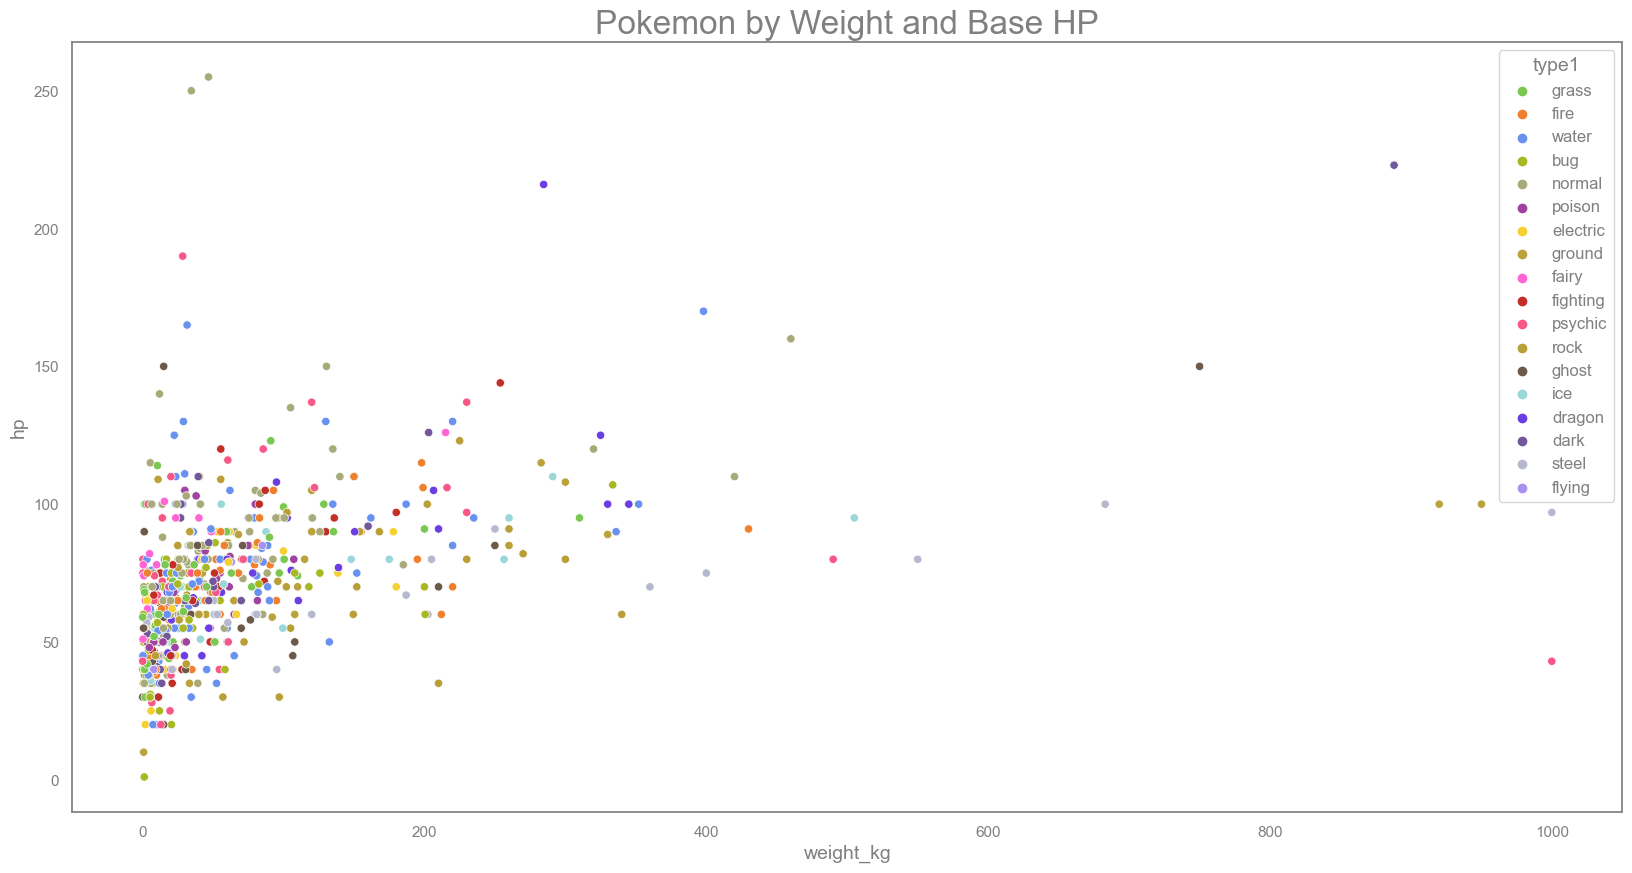 Pokemon by Weight and Base HP
type1
grass
fire
water
bug
normal
poison
electric
ground
fairy
fighting
psychic
rock
ghost
ice
dragon
dark
steel
flying
hp
250
200
150
100
50
0
0
200
400
600
800
1000
weight_kg